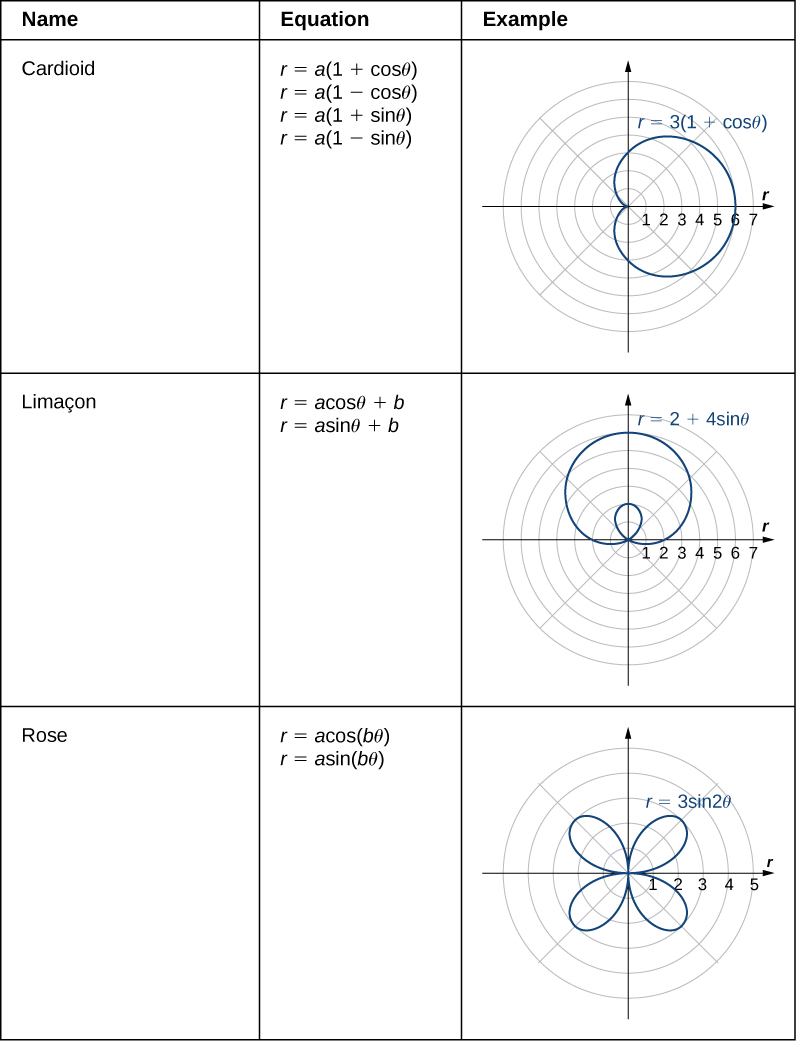 Name Equation Example
Cardioid
r = a(1 + cosθ)
r = a(1 − cosθ)
r = a(1 + sinθ)
r = a(1 − sinθ)
r = 3(1 + cosθ)
r
1 2 3 4 5 6 7
Limaçon
r = acosθ + b
r = asinθ + b
r = 2 + 4sinθ
r
1 2 3 4 5 6 7
Rose
r = acos(bθ)
r = asin(bθ)
r = 3sin2θ
r
1 2 3 4 5